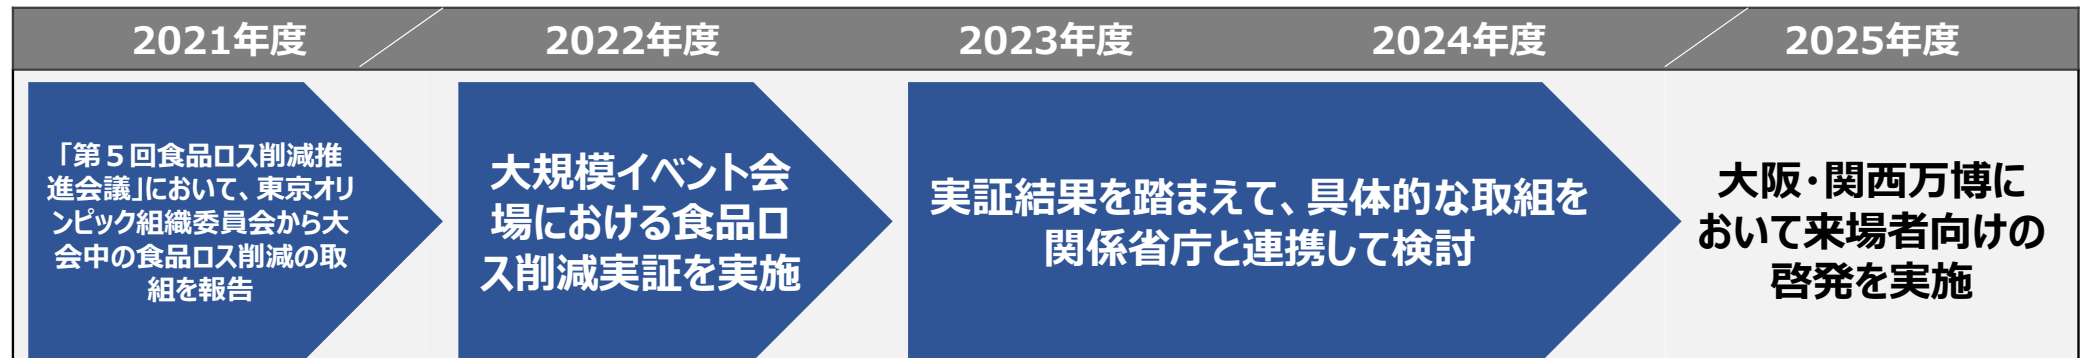 2021年度
2022年度
2023年度
2024年度
2025年度
「第５回食品ロス削減推
進会議」において、東京オリ
ンピック組織委員会から大
会中の食品ロス削減の取
組を報告
大規模イベント会
場における食品ロ
ス削減実証を実施
実証結果を踏まえて、具体的な取組を
関係省庁と連携して検討
大阪・関西万博に
おいて来場者向けの
啓発を実施